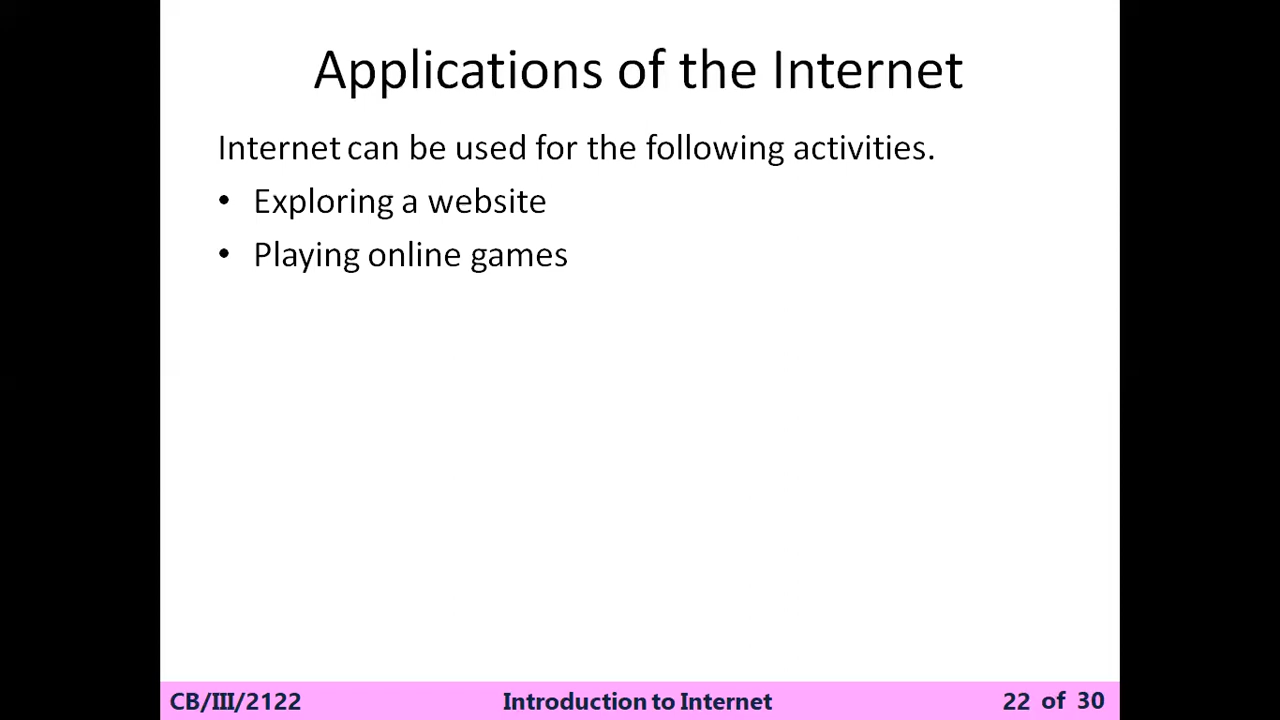 Applications of the Internet
Internet can be used for the following activities.
• Exploring a website
• Playing online games
CB/III/2122 Introduction to Internet 22 of 30